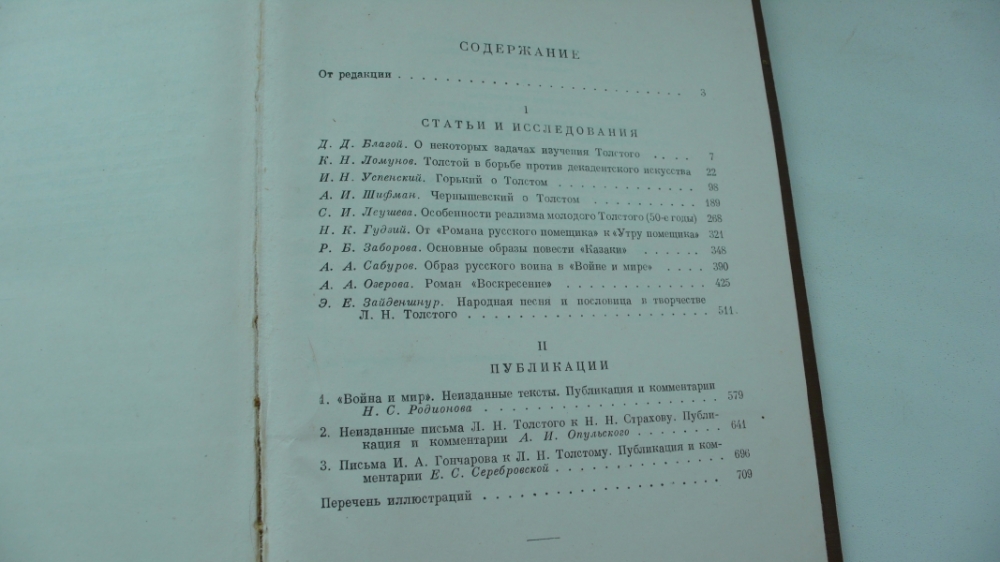 СОДЕРЖАНИЕ
От редакции . . . . . . . . . . . . . . . . . . . . . . . . . 3
I
СТАТЬИ И ИССЛЕДОВАНИЯ
Д. Д. Благой. О некоторых задачах изучения Толстого . . . . 7
К. Н. Ломунов. Толстой в борьбе против декадентского искусства 22
И. Н. Успенский. Горький о Толстом . . . . . . . . . . . . . 98
А. И. Шифман. Чернышевский о Толстом . . . . . . . . . . 189
С. И. Леушева. Особенности реализма молодого Толстого (50-е годы) 268
Н. К. Гудзий. От «Романа русского помещика» к «Утру помещика» 321
Р. Б. Заборова. Основные образы повести «Казаки» . . . . . . 348
А. А. Сабуров. Образ русского воина в «Войне и мире» . . . . 390
А. А. Озерова. Роман «Воскресение» . . . . . . . . . . . . 425
Э. Е. Зайденшнур. Народная песня и пословица в творчестве
Л. Н. Толстого . . . . . . . . . . . . . . . . . . . . . 511
II
ПУБЛИКАЦИИ
1. «Война и мир». Неизданные тексты. Публикация и комментарии
Н. С. Родионова . . . . . . . . . . . . . . . . . . . . 579
2. Неизданные письма Л. Н. Толстого к Н. Н. Страхову. Публи-
кация и комментарии А. И. Опульского . . . . . . . . 641
3. Письма И. А. Гончарова к Л. Н. Толстому. Публикация и ком-
ментарии Е. С. Серебровской . . . . . . . . . . . . . . 696
Перечень иллюстраций . . . . . . . . . . . . . . . . . . . . 709